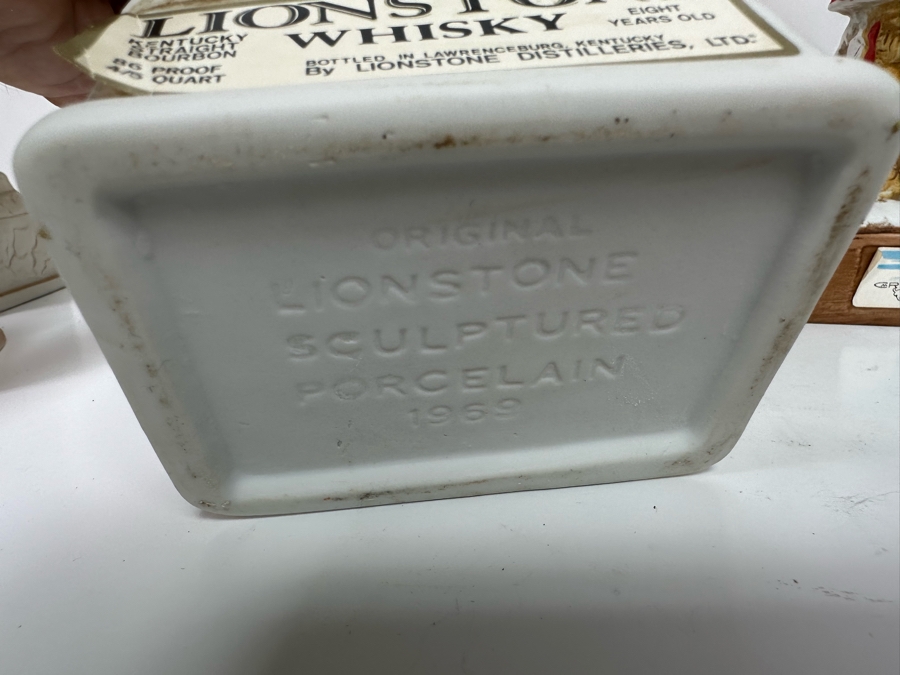 LIONSTO
WHISKY
EIGHT
YEARS OLD
KENTUCKY
STRAIGHT
BOURBON
86 PROOF
4/5 QUART
BOTTLED IN LAWRENCEBURG, KENTUCKY
By LIONSTONE DISTILLERIES, LTD.
ORIGINAL
LIONSTONE
SCULPTURED
PORCELAIN
1969